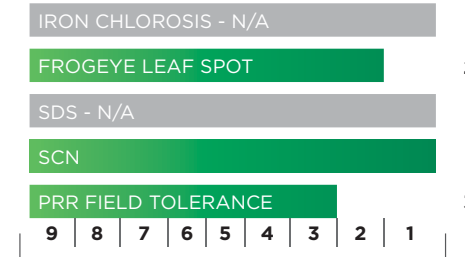 IRON CHLOROSIS - N/A
FROGEYE LEAF SPOT
SDS - N/A
SCN
PRR FIELD TOLERANCE
9 8 7 6 5 4 3 2 1